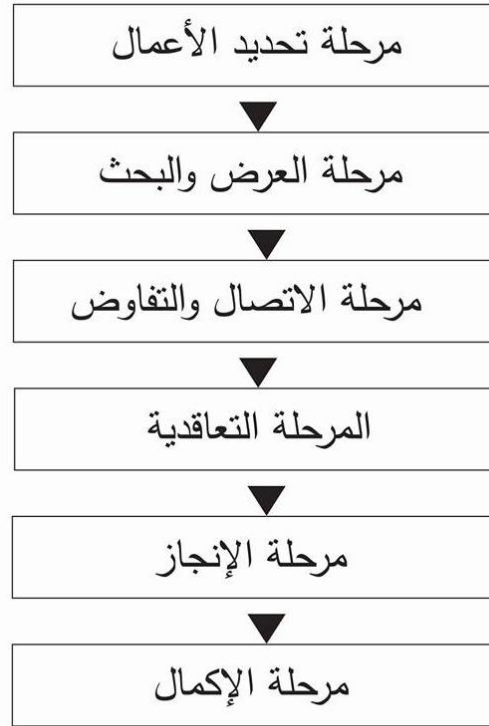 مرحلة تحديد الأعمال
مرحلة العرض والبحث
مرحلة الاتصال والتفاوض
المرحلة التعاقدية
مرحلة الإنجاز
مرحلة الإكمال